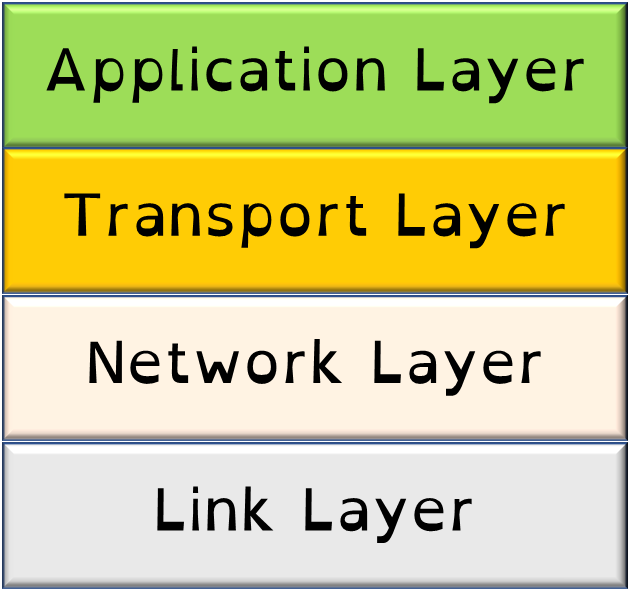 Application Layer
Transport Layer
Network Layer
Link Layer